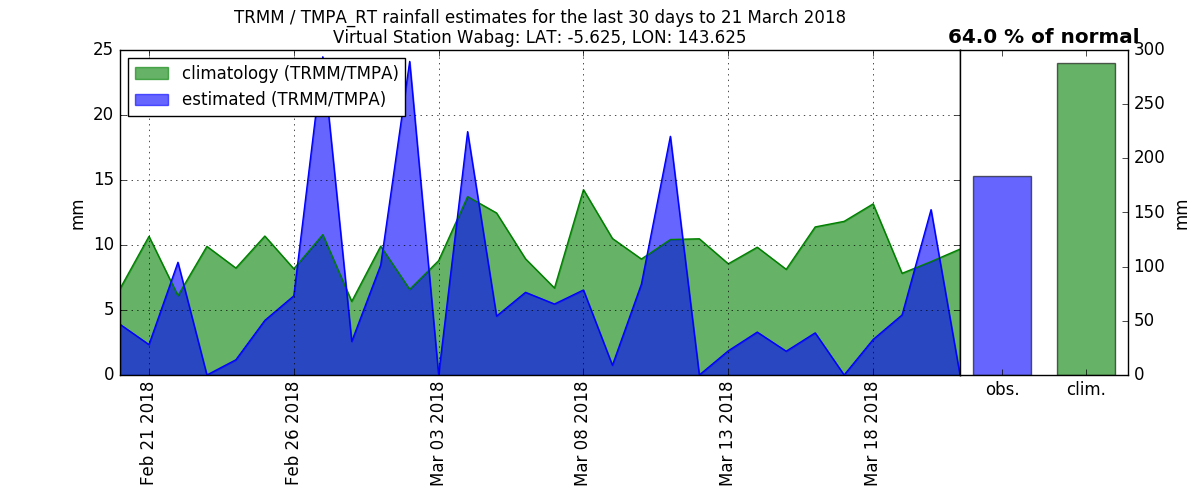 TRMM / TMPA_RT rainfall estimates for the last 30 days to 21 March 2018
Virtual Station Wabag: LAT: -5.625, LON: 143.625
64.0 % of normal
climatology (TRMM/TMPA)
estimated (TRMM/TMPA)
25
20
15
10
5
0
mm
Feb 21 2018
Feb 26 2018
Mar 03 2018
Mar 08 2018
Mar 13 2018
Mar 18 2018
obs.
clim.
300
250
200
150
100
50
0
mm